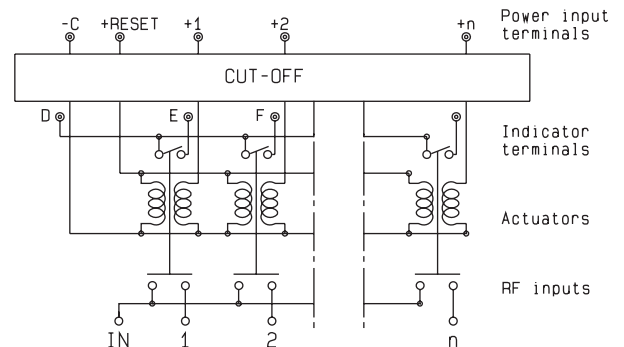 -C +RESET +1 +2 +n Power input
terminals
CUT-OFF
D E F Indicator
terminals
Actuators
RF inputs
IN 1 2 n